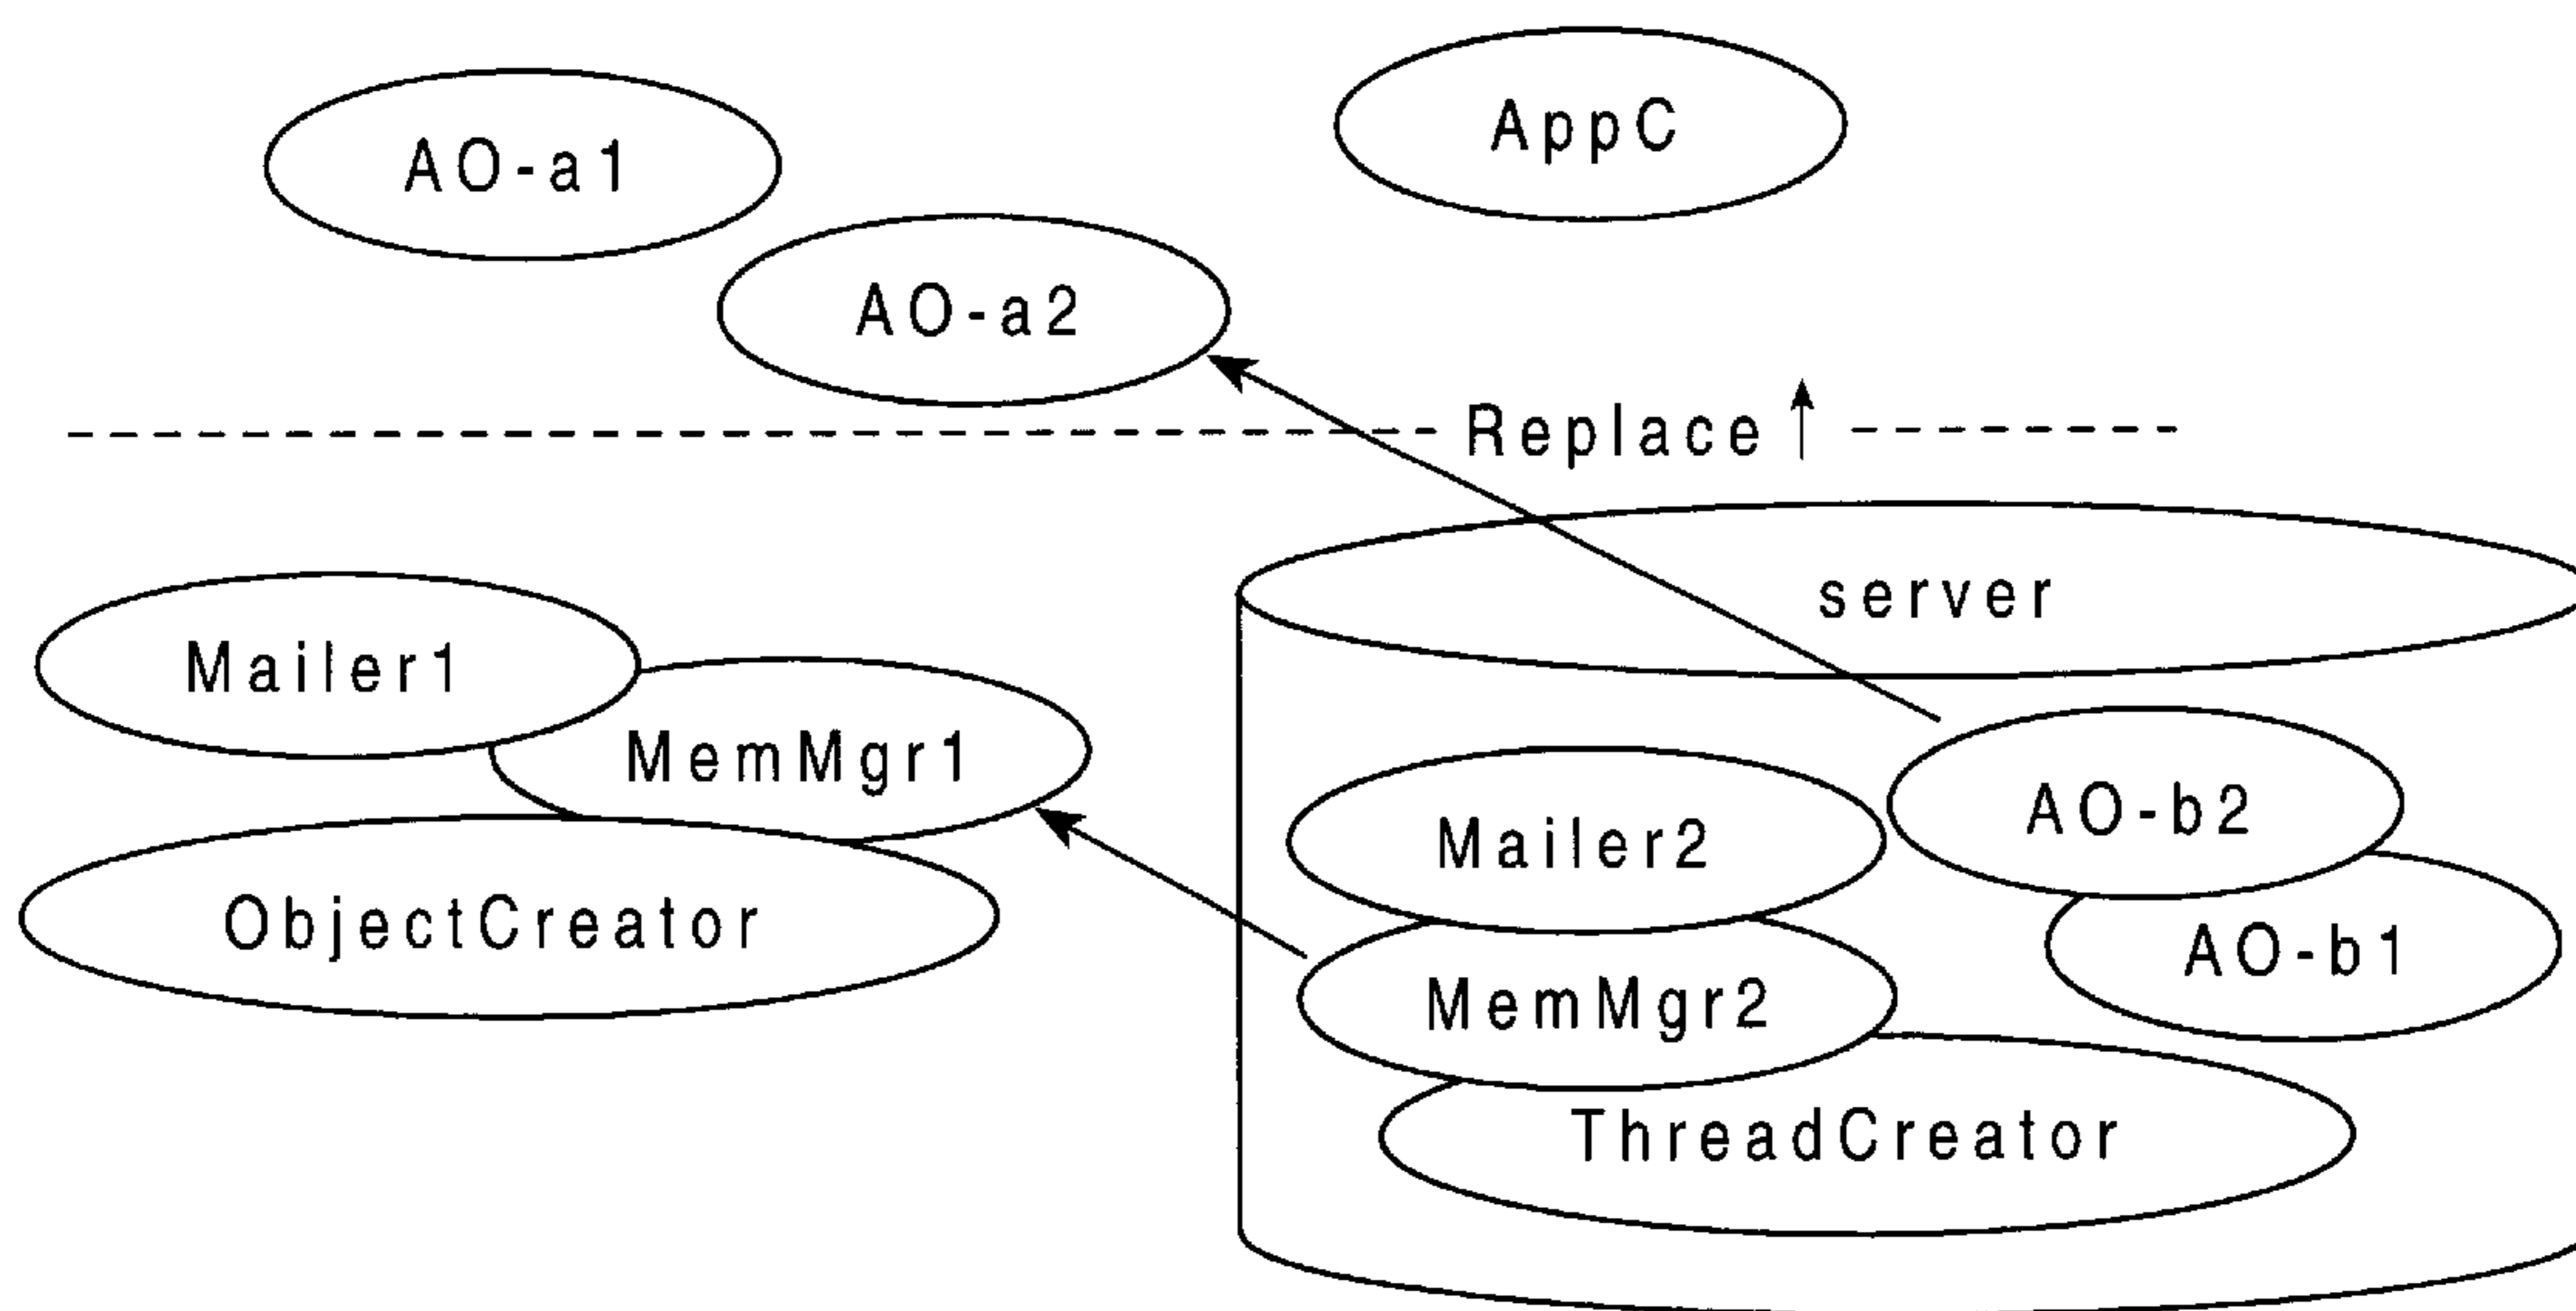 AppC
AO-a1
AO-a2
Replace ↑
server
Mailer1
MemMgr1
AO-b2
Mailer2
ObjectCreator
AO-b1
MemMgr2
ThreadCreator